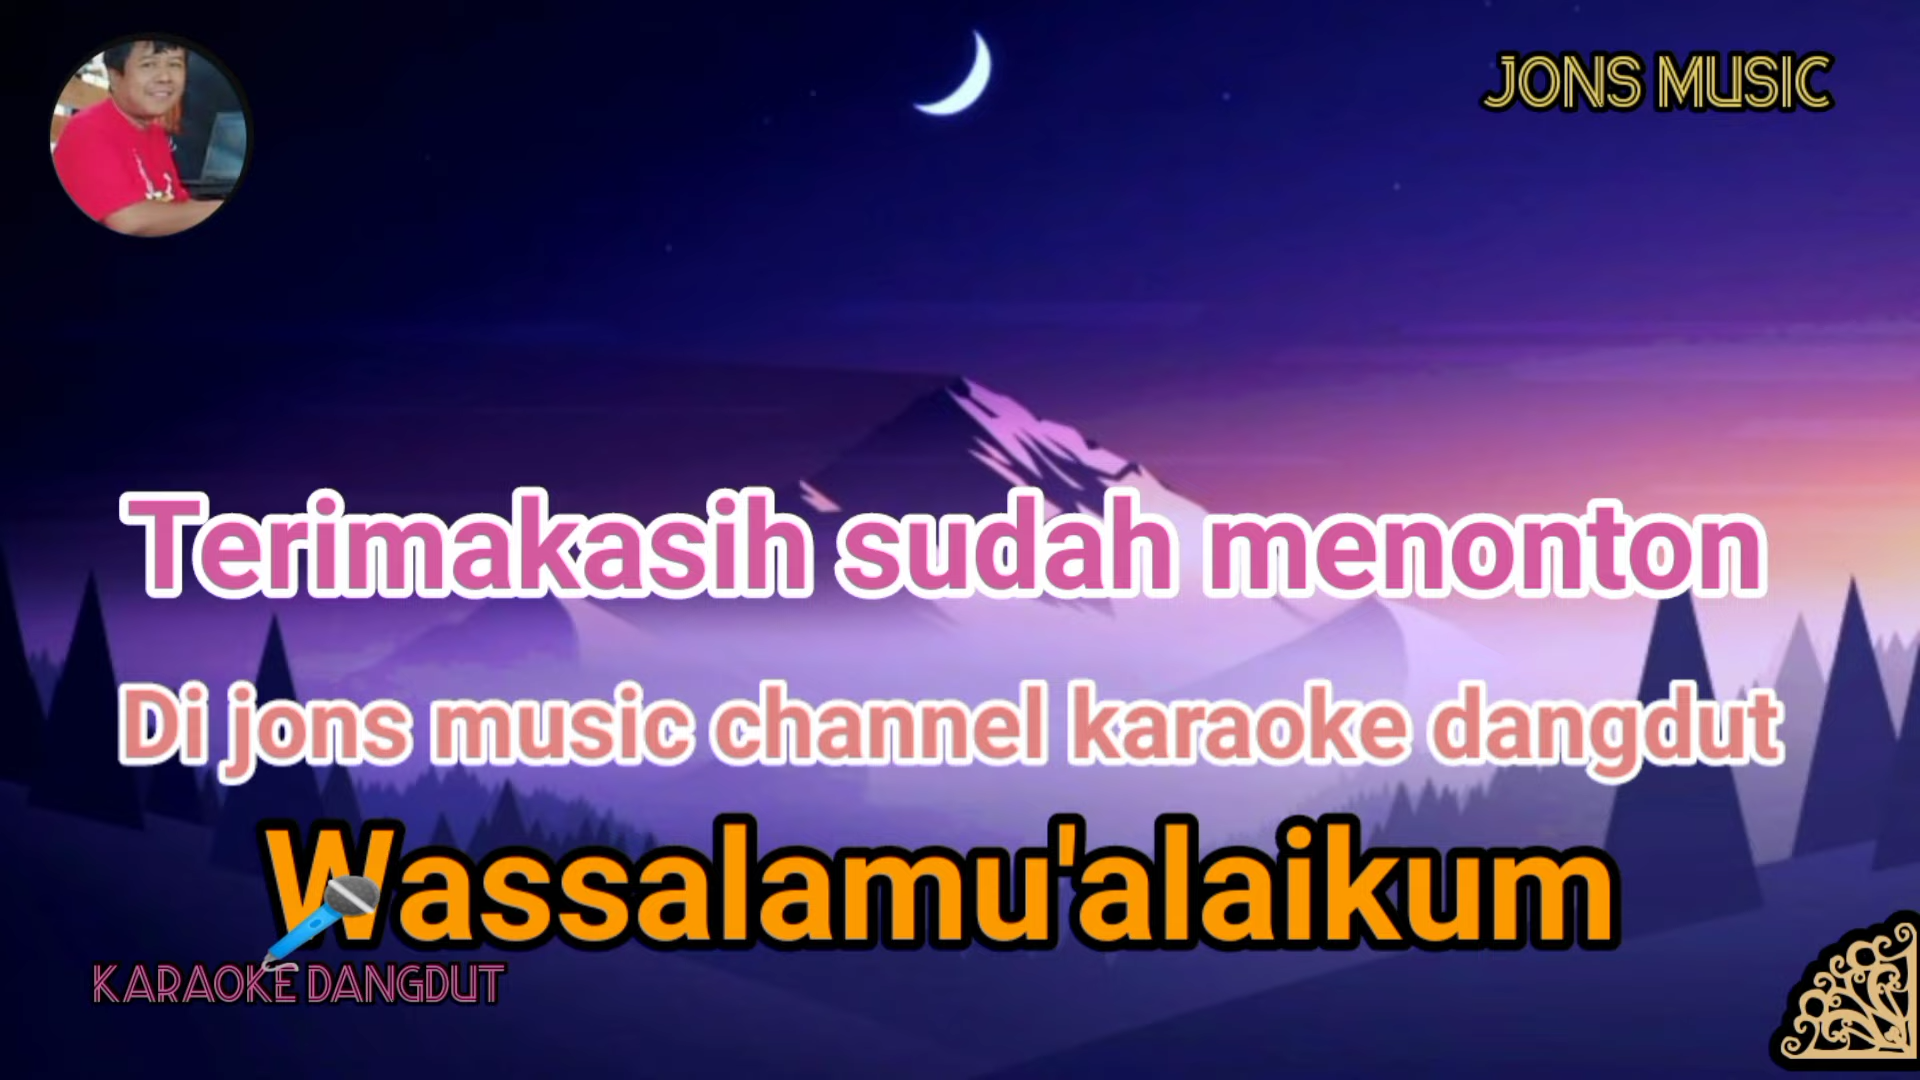 JONS MUSIC
Terimakasih sudah menonton
Di jons music channel karaoke dangdut
Wassalamu'alaikum
KARAOKE DANGDUT